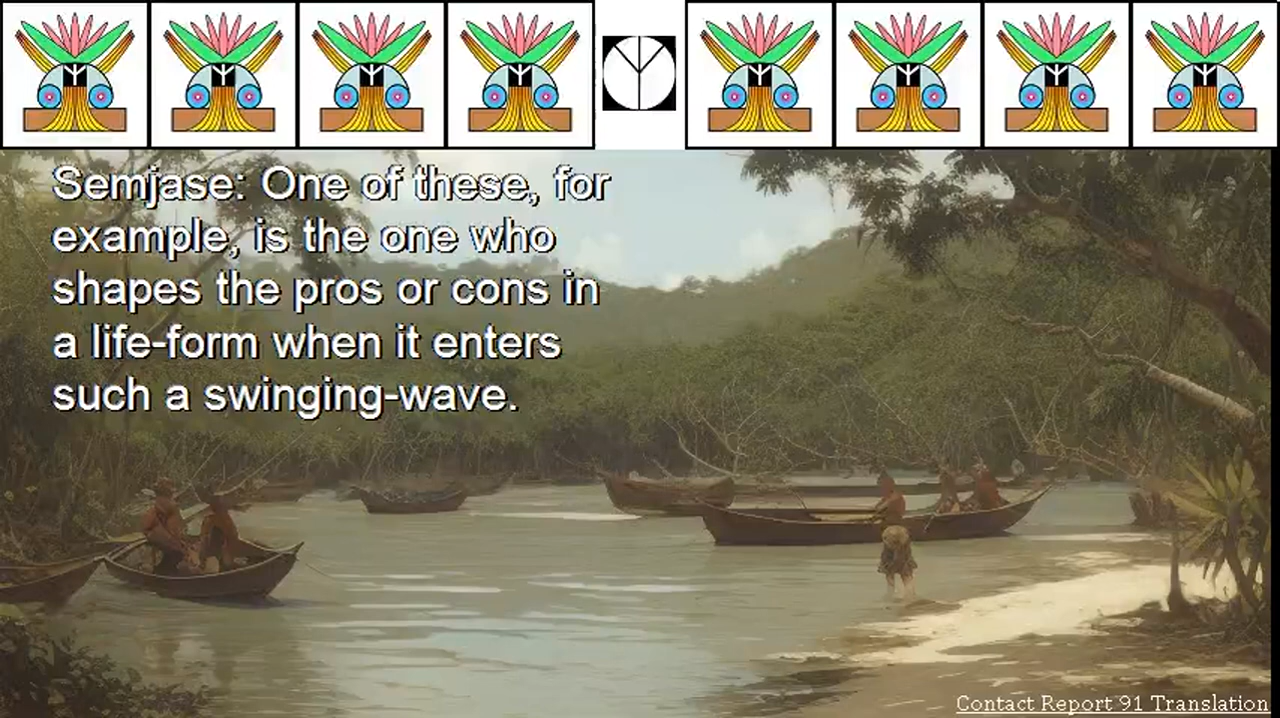 Semjase: One of these, for
example, is the one who
shapes the pros or cons in
a life-form when it enters
such a swinging-wave.
Contact Report 91 Translation